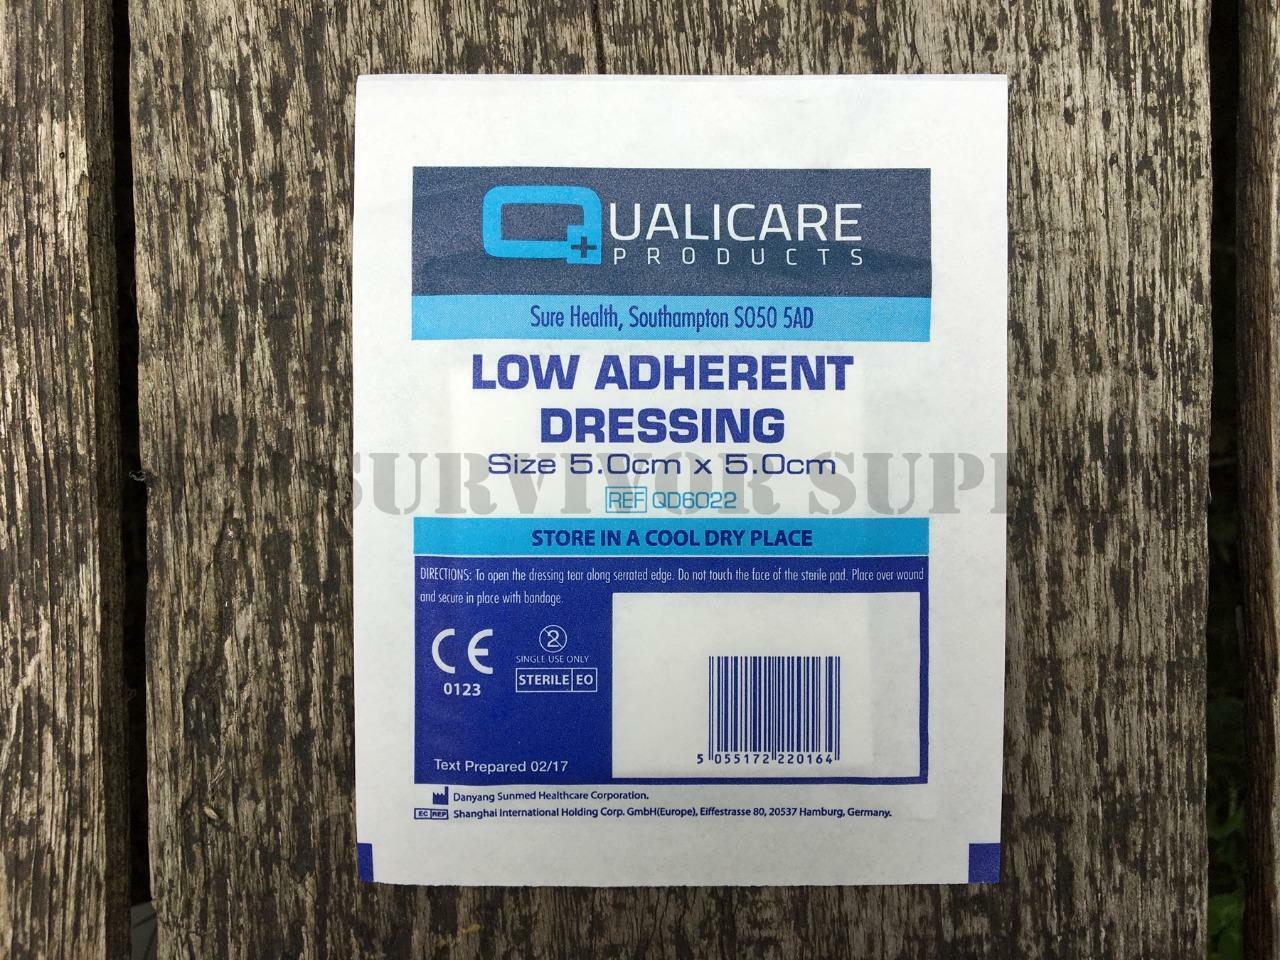 QUALICARE
PRODUCTS
Sure Health, Southampton SO50 5AD
LOW ADHERENT
DRESSING
Size 5.0cm x 5.0cm
SURVIVOR SUPP
REF QD6022
STORE IN A COOL DRY PLACE
DIRECTIONS: To open the dressing tear along serrated edge. Do not touch the face of the sterile pad. Place over wound
and secure in place with bandage.
CE
0123
2
SINGLE USE ONLY
STERILE EO
5 055172 220164
Text Prepared 02/17
Danyang Sunmed Healthcare Corporation.
EC REP Shanghai International Holding Corp. GmbH(Europe), Eiffestrasse 80, 20537 Hamburg, Germany.